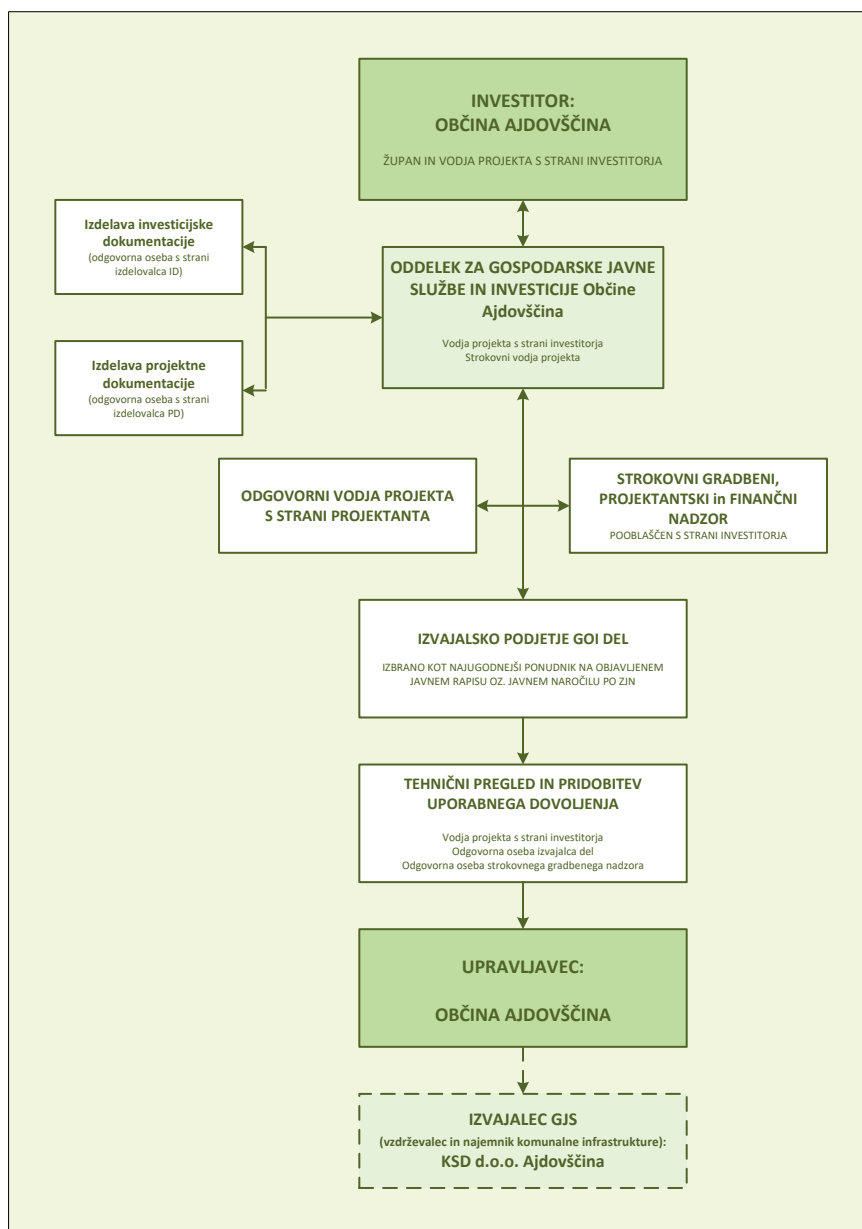 INVESTITOR:
OBČINA AJDOVŠČINA
ŽUPAN IN VODJA PROJEKTA S STRANI INVESTITORJA
Izdelava investicijske
dokumentacije
(odgovorna oseba s strani
izdelovalca ID)
ODDELEK ZA GOSPODARSKE JAVNE
SLUŽBE IN INVESTICIJE Občine
Ajdovščina
Vodja projekta s strani investitorja
Strokovni vodja projekta
Izdelava projektne
dokumentacije
(odgovorna oseba s strani
izdelovalca PD)
ODGOVORNI VODJA PROJEKTA
S STRANI PROJEKTANTA
STROKOVNI GRADBENI,
PROJEKTANTSKI in FINANČNI
NADZOR
POOBLAŠČEN S STRANI INVESTITORJA
IZVAJALSKO PODJETJE GOI DEL
IZBRANO KOT NAJUGODNEJŠI PONUDNIK NA OBJAVLJENEM
JAVNEM RAPISU OZ. JAVNEM NAROČILU PO ZJN
TEHNIČNI PREGLED IN PRIDOBITEV
UPORABNEGA DOVOLJENJA
Vodja projekta s strani investitorja
Odgovorna oseba izvajalca del
Odgovorna oseba strokovnega gradbenega nadzora
UPRAVLJAVEC:
OBČINA AJDOVŠČINA
IZVAJALEC GJS
(vzdrževalec in najemnik komunalne infrastrukture):
KSD d.o.o. Ajdovščina